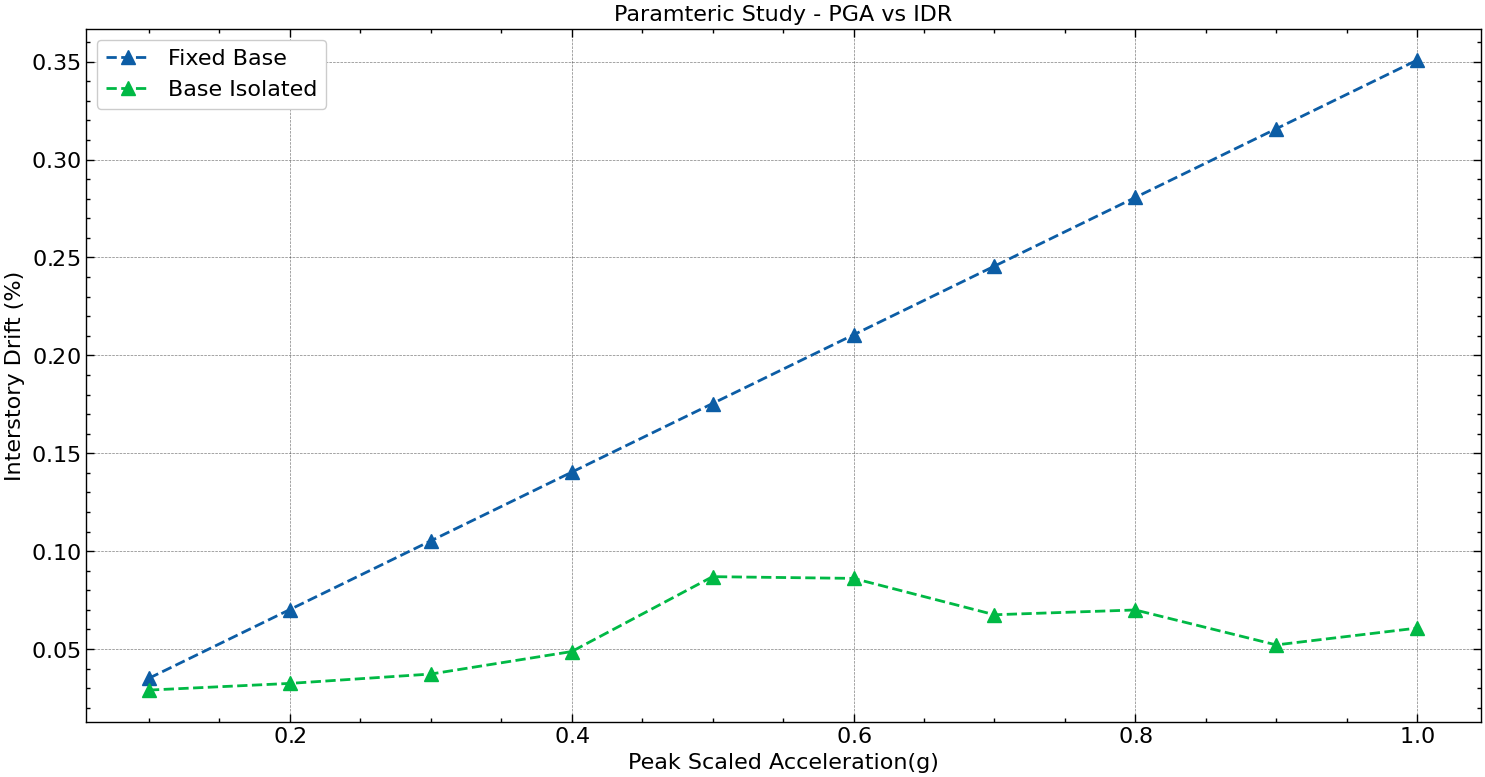 Paramteric Study - PGA vs IDR
Fixed Base
Base Isolated
Interstory Drift (%)
0.35
0.30
0.25
0.20
0.15
0.10
0.05
0.2 0.4 0.6 0.8 1.0
Peak Scaled Acceleration(g)